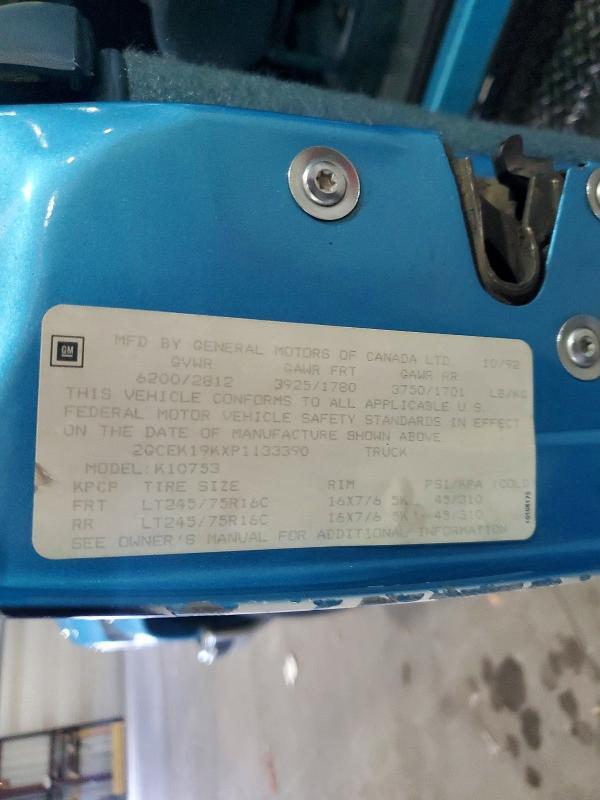 GM
MFD BY GENERAL MOTORS OF CANADA LTD. 10/92
GVWR GAWR FRT GAWR RR
6200/2812 3925/1780 3750/1701 LB/KG
THIS VEHICLE CONFORMS TO ALL APPLICABLE U.S.
FEDERAL MOTOR VEHICLE SAFETY STANDARDS IN EFFECT
ON THE DATE OF MANUFACTURE SHOWN ABOVE
2GCEK19KXP1133390 TRUCK
MODEL: K10753
KPCP TIRE SIZE RIM PSI/KPA (COLD
FRT LT245/75R16C 16X7/6.5K 45/310
RR LT245/75R16C 16X7/6.5K 45/310
SEE OWNER'S MANUAL FOR ADDITIONAL INFORMATION